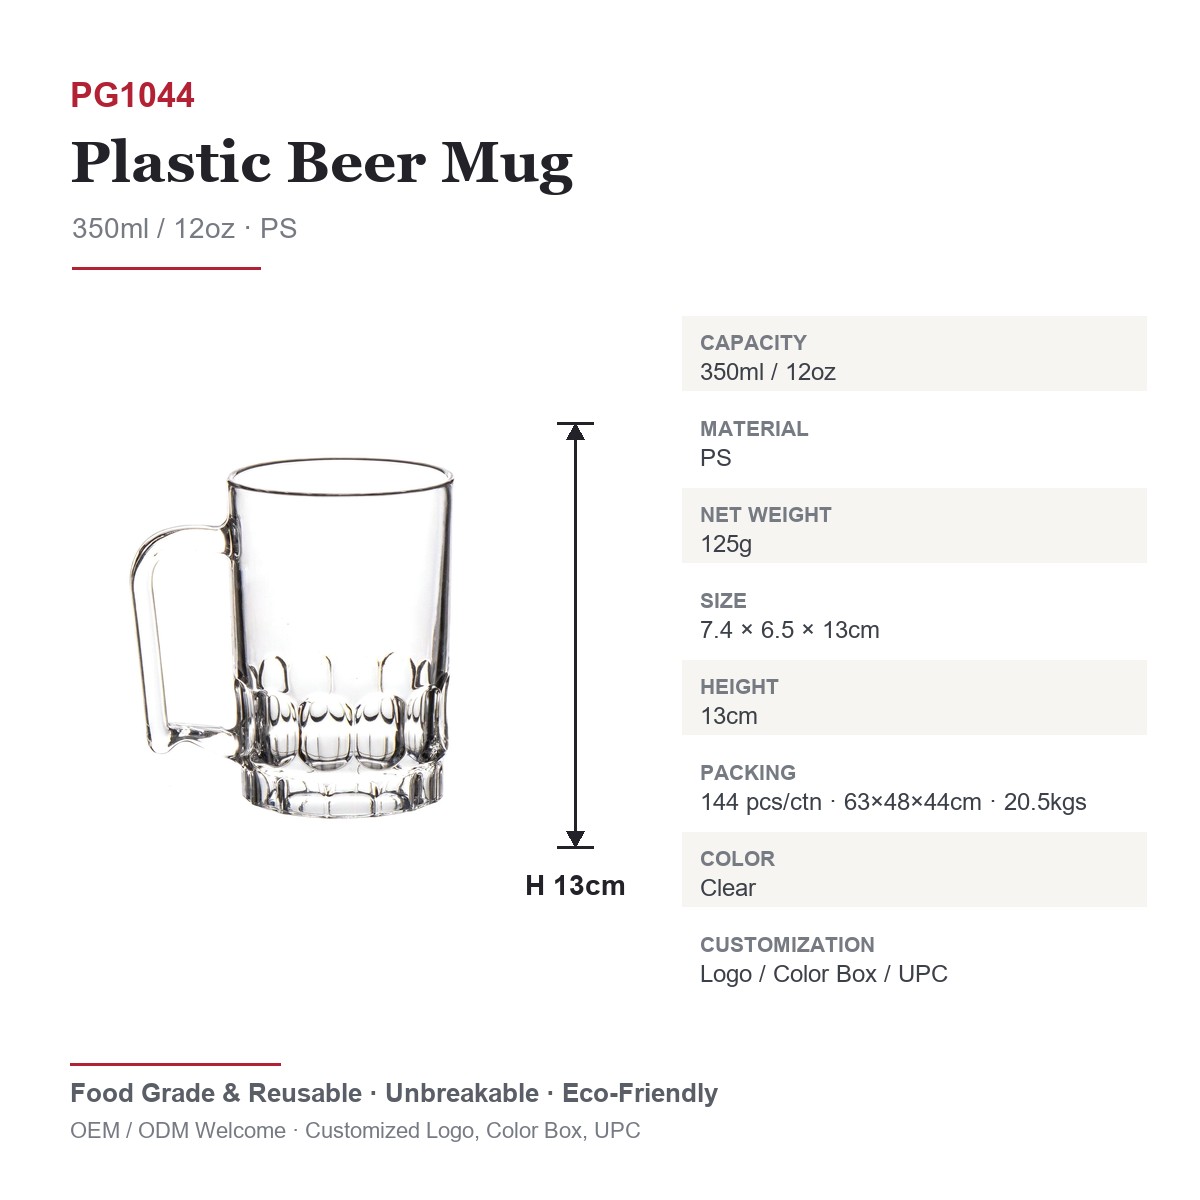 PG1044
Plastic Beer Mug
350ml / 12oz · PS
CAPACITY
350ml / 12oz
MATERIAL
PS
NET WEIGHT
125g
SIZE
7.4 × 6.5 × 13cm
HEIGHT
13cm
PACKING
144 pcs/ctn · 63×48×44cm · 20.5kgs
COLOR
Clear
CUSTOMIZATION
Logo / Color Box / UPC
H 13cm
Food Grade & Reusable · Unbreakable · Eco-Friendly
OEM / ODM Welcome · Customized Logo, Color Box, UPC